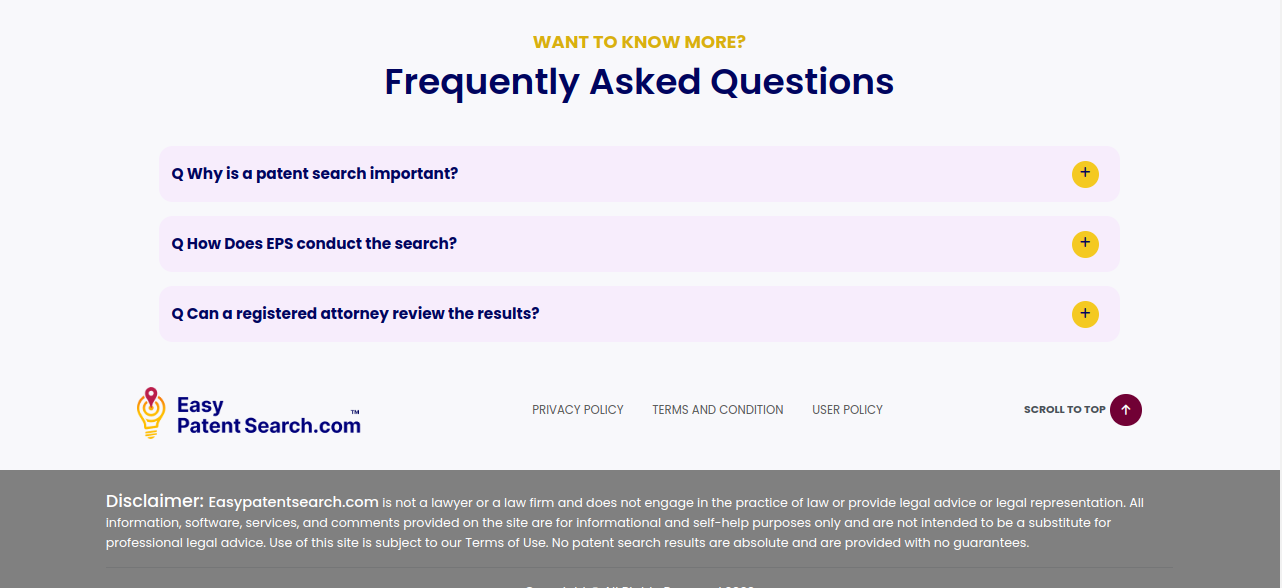 WANT TO KNOW MORE?
Frequently Asked Questions
Q Why is a patent search important?
+
Q How Does EPS conduct the search?
+
Q Can a registered attorney review the results?
+
Easy
Patent Search.com™
PRIVACY POLICY TERMS AND CONDITION USER POLICY SCROLL TO TOP
Disclaimer: Easypatentsearch.com is not a lawyer or a law firm and does not engage in the practice of law or provide legal advice or legal representation. All
information, software, services, and comments provided on the site are for informational and self-help purposes only and are not intended to be a substitute for
professional legal advice. Use of this site is subject to our Terms of Use. No patent search results are absolute and are provided with no guarantees.